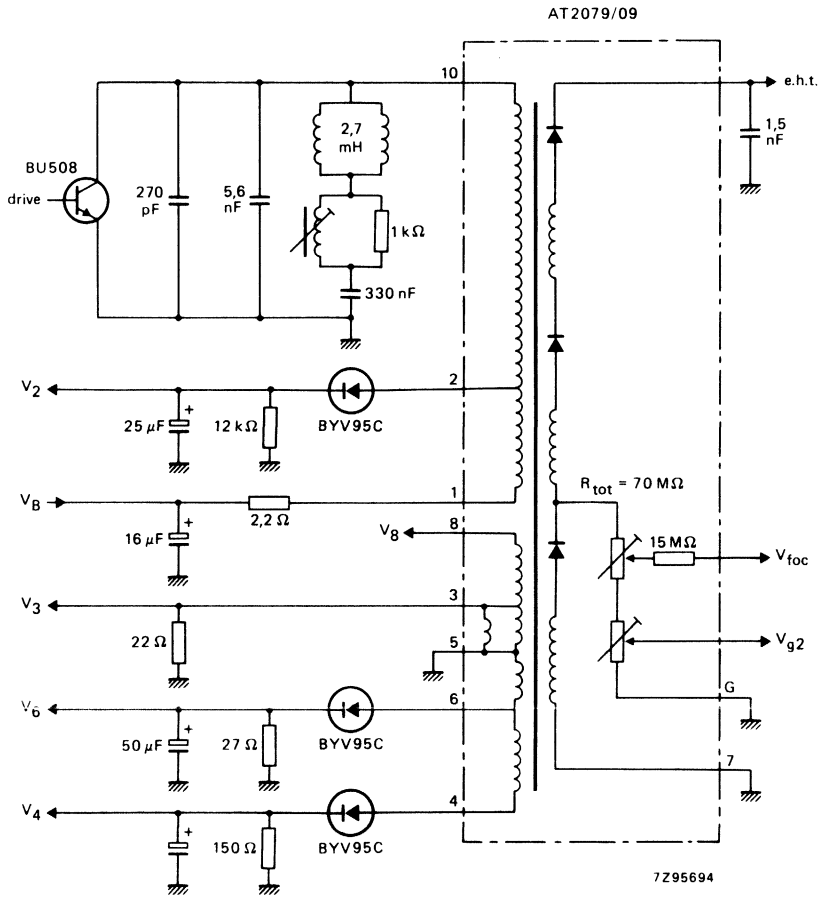 AT2079/09
10
e.h.t.
1,5
nF
2,7
mH
BU508
drive
270
pF
5,6
nF
1 kΩ
330 nF
V2
2
25 μF
+
12 kΩ
BYV95C
VB
1
Rtot = 70 MΩ
2,2 Ω
16 μF
+
V8
8
15 MΩ
Vfoc
V3
3
22 Ω
5
Vg2
V6
6
G
50 μF
+
27 Ω
BYV95C
7
V4
4
+
150 Ω
BYV95C
7Z95694